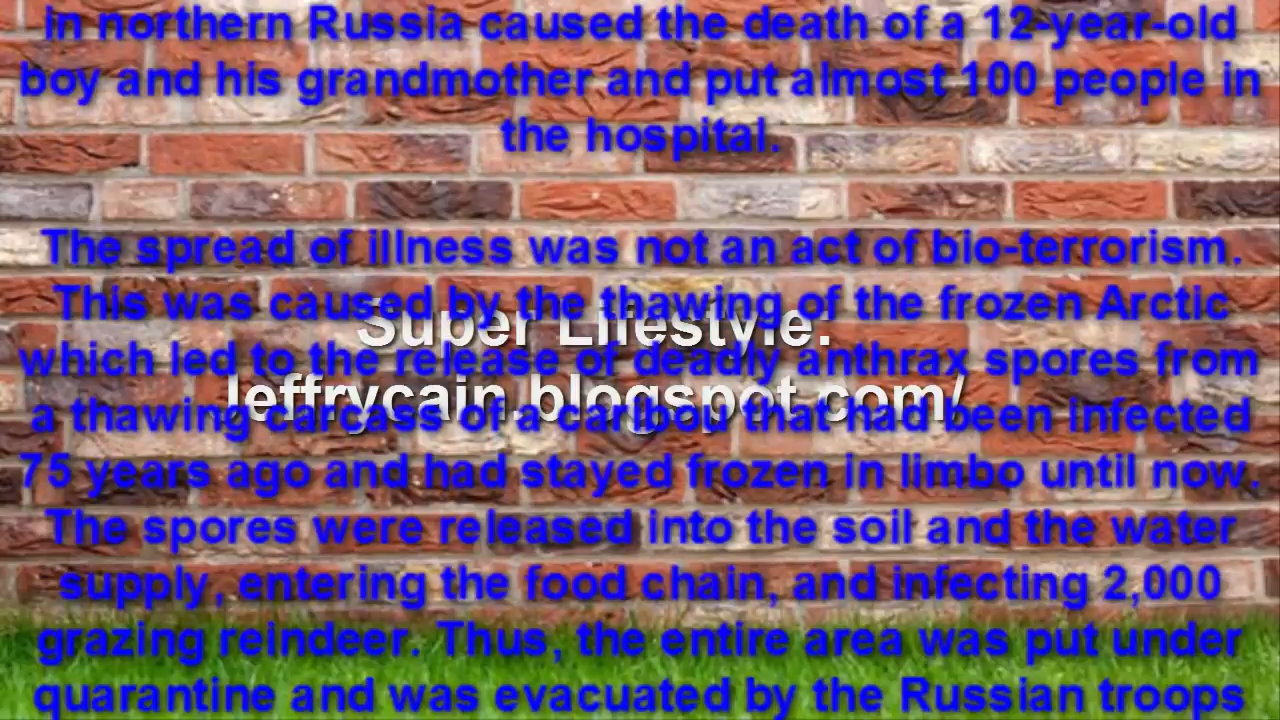 in northern Russia caused the death of a 12-year-old
boy and his grandmother and put almost 100 people in
the hospital.
The spread of illness was not an act of bio-terrorism.
This was caused by the thawing of the frozen Arctic
Super Lifestyle:
which led to the release of deadly anthrax spores from
Jeffrycain.blogspot.com/
a thawing carcass of a caribou that had been infected
75 years ago and had stayed frozen in limbo until now.
The spores were released into the soil and the water
supply, entering the food chain, and infecting 2,000
grazing reindeer. Thus, the entire area was put under
quarantine and was evacuated by the Russian troops